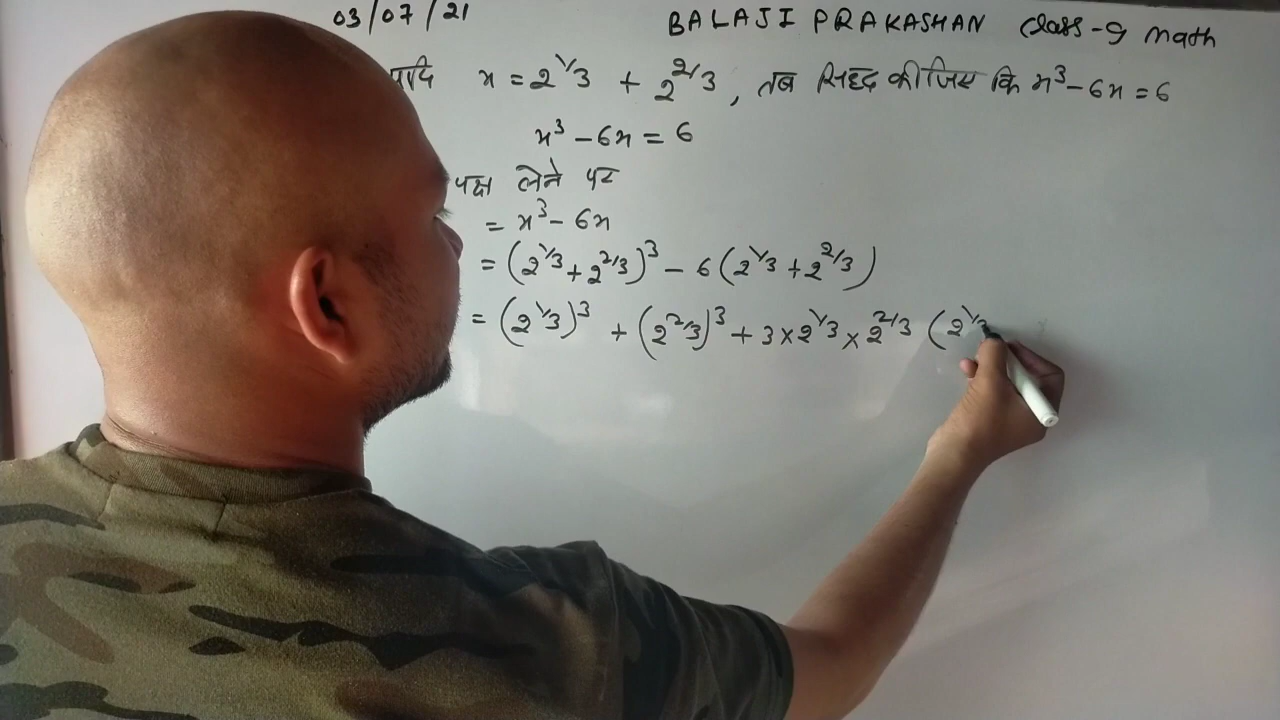 03/07/21 BALAJI PRAKASHAN Class-9 Math
यदि x = 2^1/3 + 2^2/3, तब सिद्ध कीजिए कि x³ - 6x = 6
x³ - 6x = 6
पक्ष लेने पर
= x³ - 6x
= (2^1/3 + 2^2/3)³ - 6(2^1/3 + 2^2/3)
= (2^1/3)³ + (2^2/3)³ + 3×2^1/3 × 2^2/3 (2^1/3